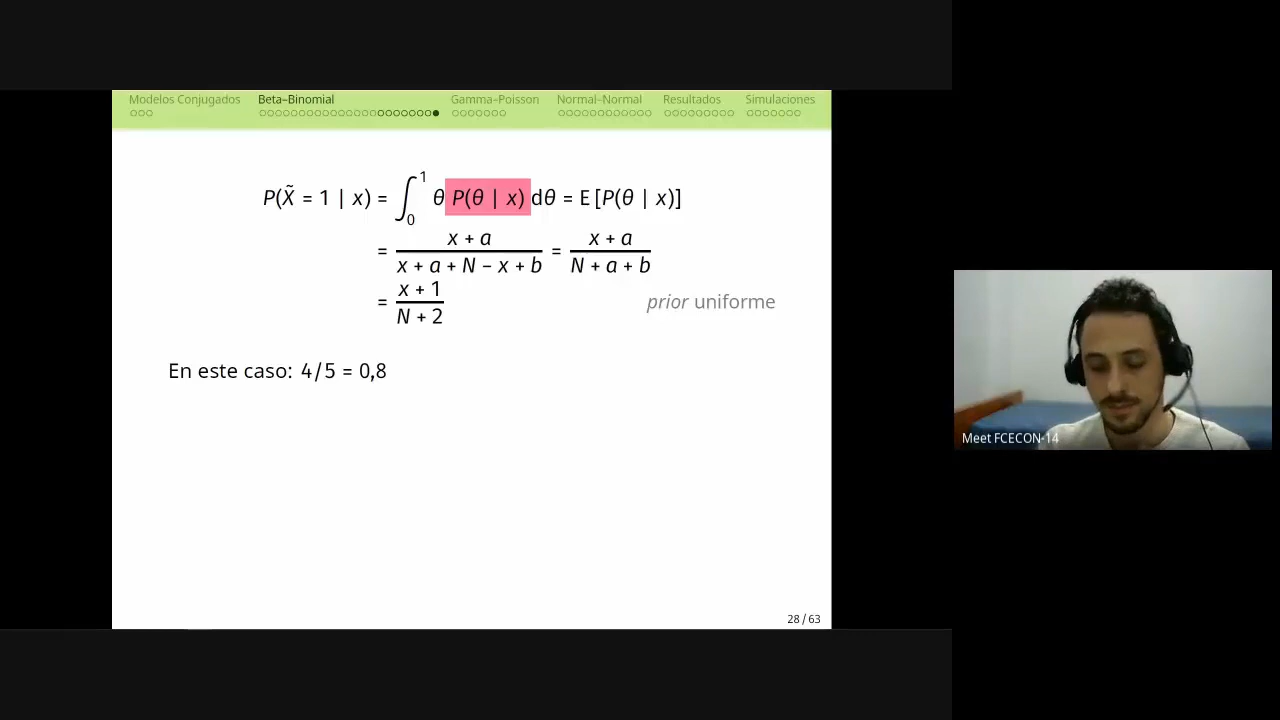 Modelos Conjugados Beta–Binomial Gamma–Poisson Normal–Normal Resultados Simulaciones
P(X̃ = 1 | x) = ∫₀¹ θ P(θ | x) dθ = E [P(θ | x)]
= (x + a) / (x + a + N − x + b) = (x + a) / (N + a + b)
= (x + 1) / (N + 2) prior uniforme
En este caso: 4/5 = 0,8
28 / 63
Meet FCECON-14